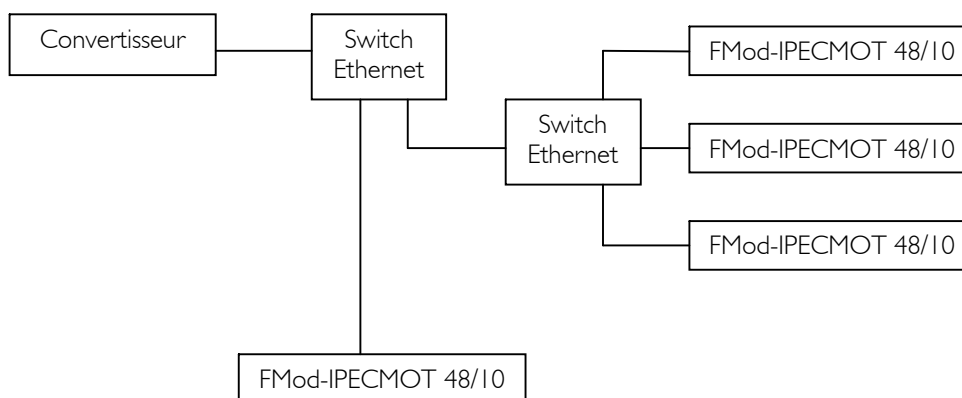 Convertisseur
Switch
Ethernet
FMod-IPECMOT 48/10
Switch
Ethernet
FMod-IPECMOT 48/10
FMod-IPECMOT 48/10
FMod-IPECMOT 48/10